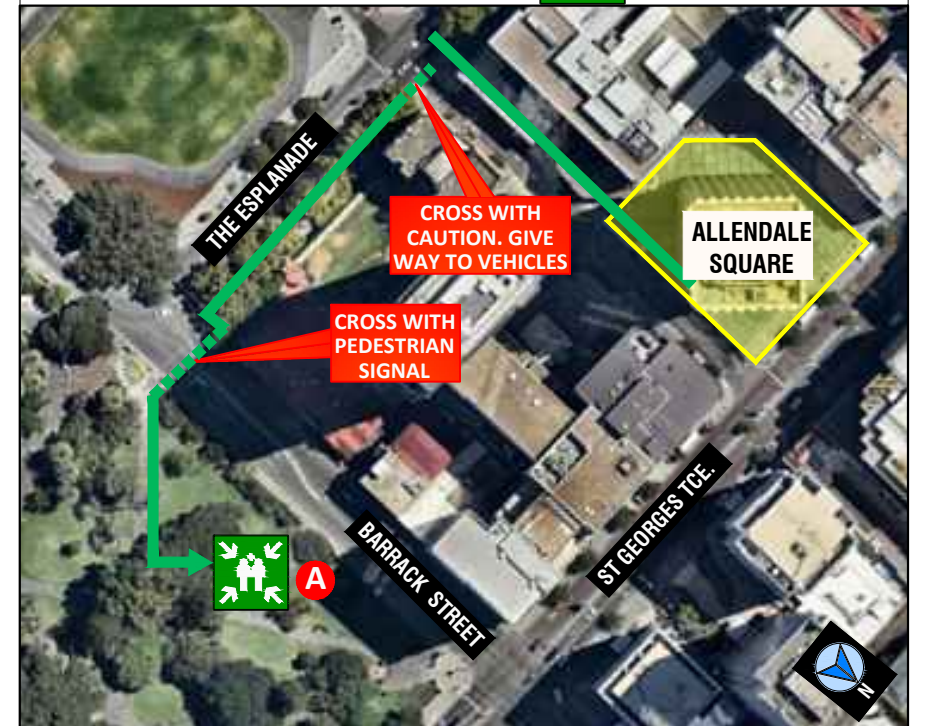 THE ESPLANADE
CROSS WITH
CAUTION. GIVE
WAY TO VEHICLES
ALLENDALE
SQUARE
CROSS WITH
PEDESTRIAN
SIGNAL
ST GEORGES TCE.
BARRACK STREET
A
N